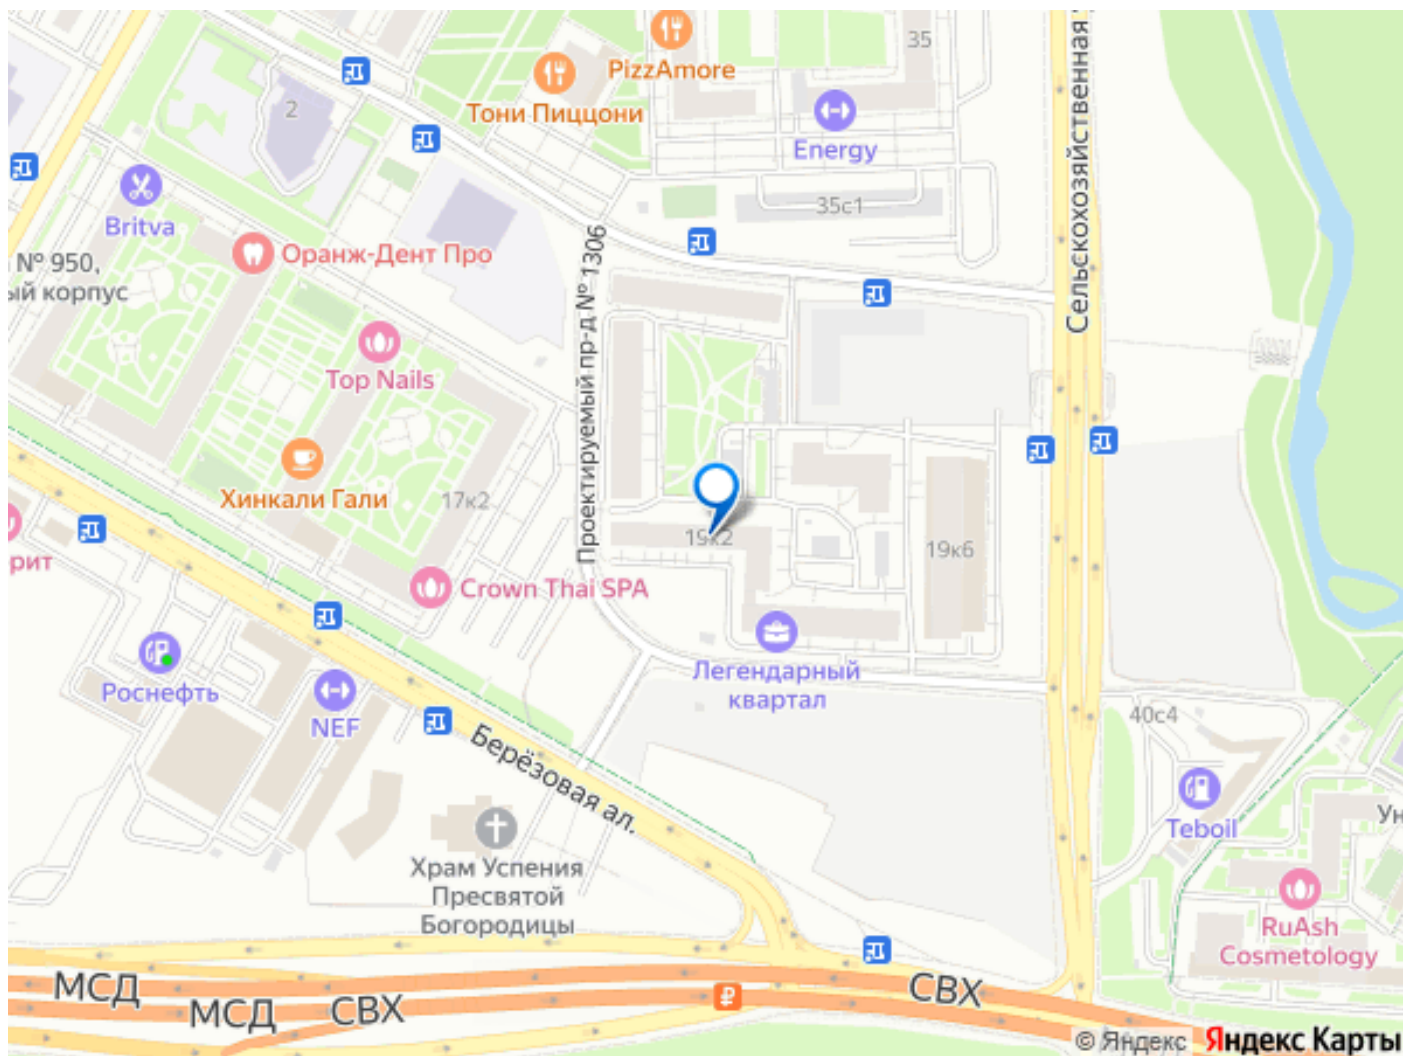 35
PizzAmore
Тони Пиццони
2
Energy
Britva
35с1
Сельскохозяйственная
Оранж-Дент Про
№ 950,
ый корпус
Проектируемый пр-д № 1306
Top Nails
Хинкали Гали
17к2
19к2
19к6
рит
Crown Thai SPA
Роснефть
Легендарный
квартал
NEF
40с4
Берёзовая ал.
Teboil
Ун
Храм Успения
Пресвятой
Богородицы
RuAsh
Cosmetology
МСД
МСД
СВХ
СВХ
© Яндекс Яндекс Карты